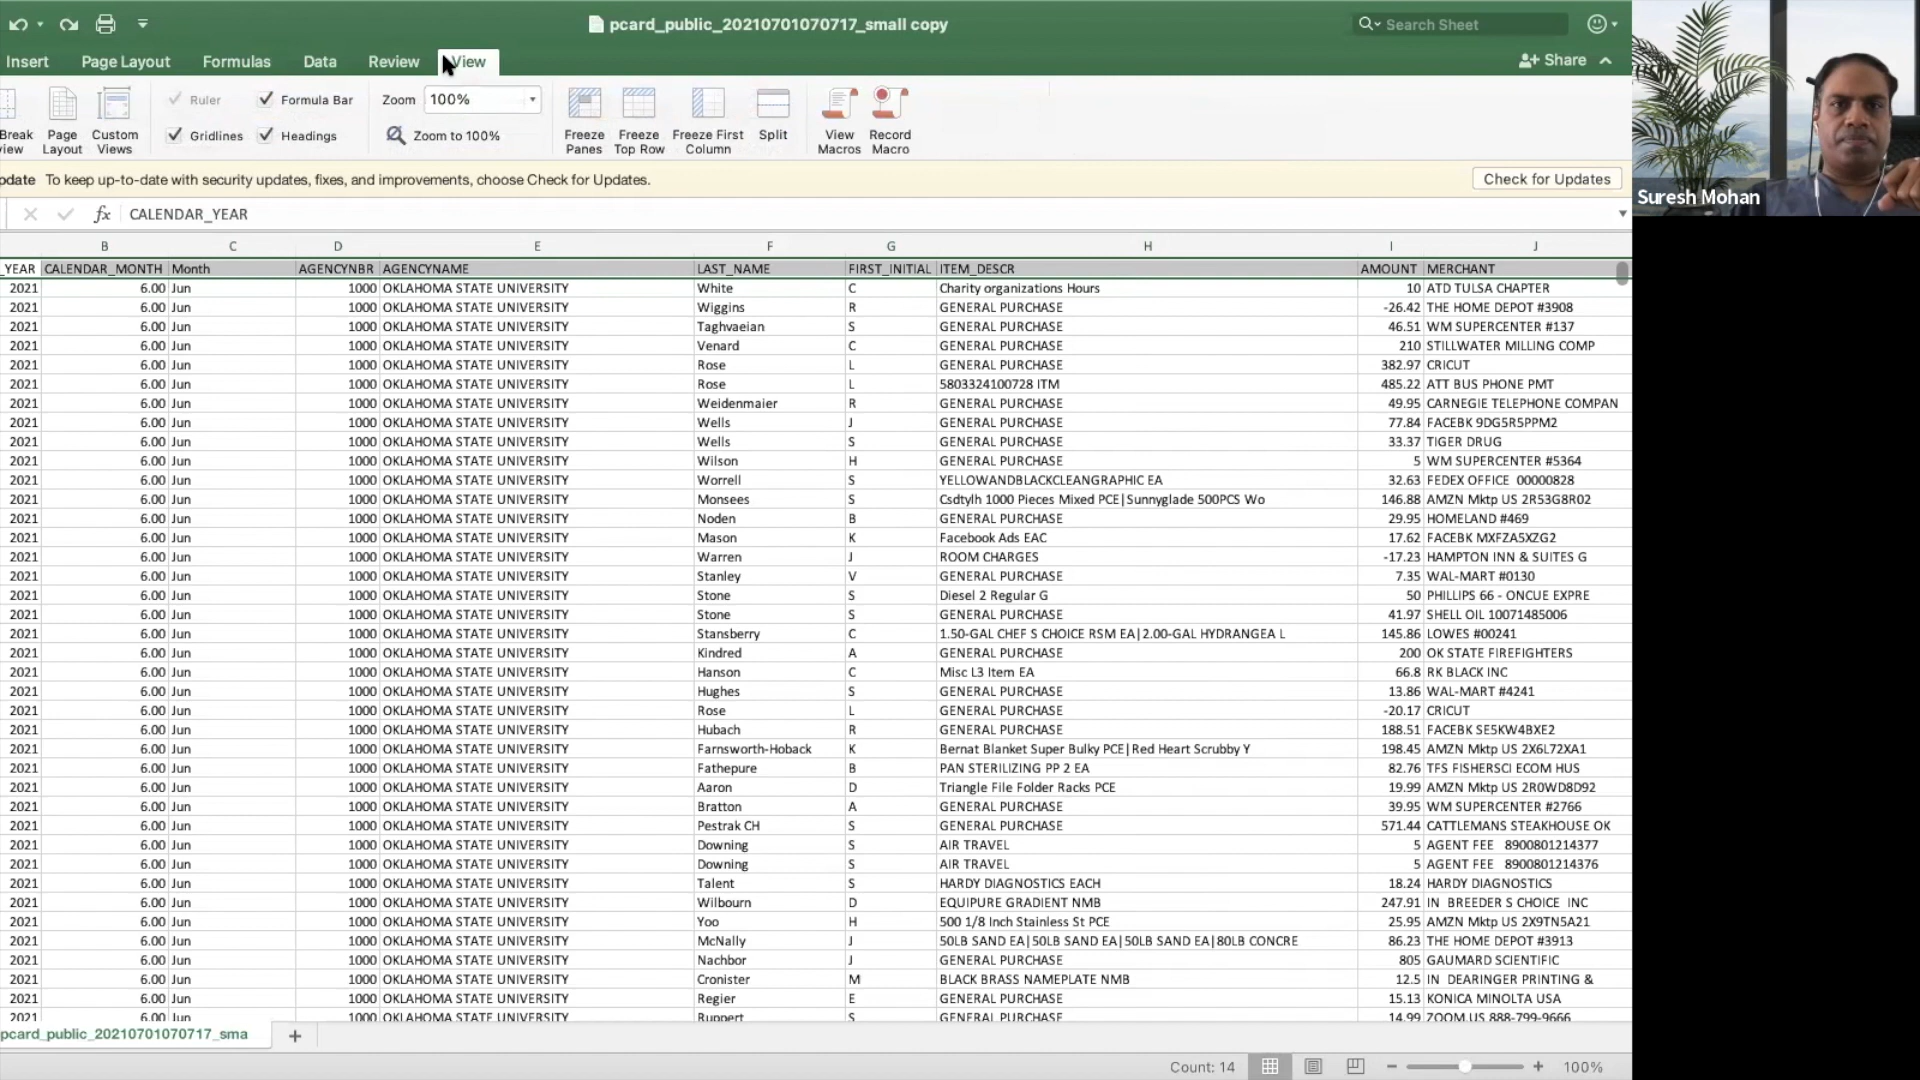 pcard_public_20210701070717_small copy
Search Sheet
Insert Page Layout Formulas Data Review View
Share
Break
view
Page
Layout
Custom
Views
Ruler
Formula Bar
Gridlines
Headings
Zoom 100%
Zoom to 100%
Freeze
Panes
Freeze
Top Row
Freeze First
Column
Split
View
Macros
Record
Macro
pdate To keep up-to-date with security updates, fixes, and improvements, choose Check for Updates.
Check for Updates
Suresh Mohan
fx CALENDAR_YEAR
B C D E F G H I J
_YEAR CALENDAR_MONTH Month AGENCYNBR AGENCYNAME LAST_NAME FIRST_INITIAL ITEM_DESCR AMOUNT MERCHANT
2021 6.00 Jun 1000 OKLAHOMA STATE UNIVERSITY White C Charity organizations Hours 10 ATD TULSA CHAPTER
2021 6.00 Jun 1000 OKLAHOMA STATE UNIVERSITY Wiggins R GENERAL PURCHASE -26.42 THE HOME DEPOT #3908
2021 6.00 Jun 1000 OKLAHOMA STATE UNIVERSITY Taghvaeian S GENERAL PURCHASE 46.51 WM SUPERCENTER #137
2021 6.00 Jun 1000 OKLAHOMA STATE UNIVERSITY Venard C GENERAL PURCHASE 210 STILLWATER MILLING COMP
2021 6.00 Jun 1000 OKLAHOMA STATE UNIVERSITY Rose L GENERAL PURCHASE 382.97 CRICUT
2021 6.00 Jun 1000 OKLAHOMA STATE UNIVERSITY Rose L 5803324100728 ITM 485.22 ATT BUS PHONE PMT
2021 6.00 Jun 1000 OKLAHOMA STATE UNIVERSITY Weidenmaier R GENERAL PURCHASE 49.95 CARNEGIE TELEPHONE COMPAN
2021 6.00 Jun 1000 OKLAHOMA STATE UNIVERSITY Wells J GENERAL PURCHASE 77.84 FACEBK 9DG5R5PPM2
2021 6.00 Jun 1000 OKLAHOMA STATE UNIVERSITY Wells S GENERAL PURCHASE 33.37 TIGER DRUG
2021 6.00 Jun 1000 OKLAHOMA STATE UNIVERSITY Wilson H GENERAL PURCHASE 5 WM SUPERCENTER #5364
2021 6.00 Jun 1000 OKLAHOMA STATE UNIVERSITY Worrell S YELLOWANDBLACKCLEANGRAPHIC EA 32.63 FEDEX OFFICE 00000828
2021 6.00 Jun 1000 OKLAHOMA STATE UNIVERSITY Monsees S Csdtylh 1000 Pieces Mixed PCE|Sunnyglade 500PCS Wo 146.88 AMZN Mktp US 2R53G8R02
2021 6.00 Jun 1000 OKLAHOMA STATE UNIVERSITY Noden B GENERAL PURCHASE 29.95 HOMELAND #469
2021 6.00 Jun 1000 OKLAHOMA STATE UNIVERSITY Mason K Facebook Ads EAC 17.62 FACEBK MXFZA5XZG2
2021 6.00 Jun 1000 OKLAHOMA STATE UNIVERSITY Warren J ROOM CHARGES -17.23 HAMPTON INN & SUITES G
2021 6.00 Jun 1000 OKLAHOMA STATE UNIVERSITY Stanley V GENERAL PURCHASE 7.35 WAL-MART #0130
2021 6.00 Jun 1000 OKLAHOMA STATE UNIVERSITY Stone S Diesel 2 Regular G 50 PHILLIPS 66 - ONCUE EXPRE
2021 6.00 Jun 1000 OKLAHOMA STATE UNIVERSITY Stone S GENERAL PURCHASE 41.97 SHELL OIL 10071485006
2021 6.00 Jun 1000 OKLAHOMA STATE UNIVERSITY Stansberry C 1.50-GAL CHEF S CHOICE RSM EA|2.00-GAL HYDRANGEA L 145.86 LOWES #00241
2021 6.00 Jun 1000 OKLAHOMA STATE UNIVERSITY Kindred A GENERAL PURCHASE 200 OK STATE FIREFIGHTERS
2021 6.00 Jun 1000 OKLAHOMA STATE UNIVERSITY Hanson C Misc L3 Item EA 66.8 RK BLACK INC
2021 6.00 Jun 1000 OKLAHOMA STATE UNIVERSITY Hughes S GENERAL PURCHASE 13.86 WAL-MART #4241
2021 6.00 Jun 1000 OKLAHOMA STATE UNIVERSITY Rose L GENERAL PURCHASE -20.17 CRICUT
2021 6.00 Jun 1000 OKLAHOMA STATE UNIVERSITY Hubach R GENERAL PURCHASE 188.51 FACEBK SE5KW4BXE2
2021 6.00 Jun 1000 OKLAHOMA STATE UNIVERSITY Farnsworth-Hoback K Bernat Blanket Super Bulky PCE|Red Heart Scrubby Y 198.45 AMZN Mktp US 2X6L72XA1
2021 6.00 Jun 1000 OKLAHOMA STATE UNIVERSITY Fathepure B PAN STERILIZING PP 2 EA 82.76 TFS FISHERSCI ECOM HUS
2021 6.00 Jun 1000 OKLAHOMA STATE UNIVERSITY Aaron D Triangle File Folder Racks PCE 19.99 AMZN Mktp US 2R0WD8D92
2021 6.00 Jun 1000 OKLAHOMA STATE UNIVERSITY Bratton A GENERAL PURCHASE 39.95 WM SUPERCENTER #2766
2021 6.00 Jun 1000 OKLAHOMA STATE UNIVERSITY Pestrak CH S GENERAL PURCHASE 571.44 CATTLEMANS STEAKHOUSE OK
2021 6.00 Jun 1000 OKLAHOMA STATE UNIVERSITY Downing S AIR TRAVEL 5 AGENT FEE 8900801214377
2021 6.00 Jun 1000 OKLAHOMA STATE UNIVERSITY Downing S AIR TRAVEL 5 AGENT FEE 8900801214376
2021 6.00 Jun 1000 OKLAHOMA STATE UNIVERSITY Talent S HARDY DIAGNOSTICS EACH 18.24 HARDY DIAGNOSTICS
2021 6.00 Jun 1000 OKLAHOMA STATE UNIVERSITY Wilbourn D EQUIPURE GRADIENT NMB 247.91 IN BREEDER S CHOICE INC
2021 6.00 Jun 1000 OKLAHOMA STATE UNIVERSITY Yoo H 500 1/8 Inch Stainless St PCE 25.95 AMZN Mktp US 2X9TN5A21
2021 6.00 Jun 1000 OKLAHOMA STATE UNIVERSITY McNally J 50LB SAND EA|50LB SAND EA|50LB SAND EA|80LB CONCRE 86.23 THE HOME DEPOT #3913
2021 6.00 Jun 1000 OKLAHOMA STATE UNIVERSITY Nachbor J GENERAL PURCHASE 805 GAUMARD SCIENTIFIC
2021 6.00 Jun 1000 OKLAHOMA STATE UNIVERSITY Cronister M BLACK BRASS NAMEPLATE NMB 12.5 IN DEARINGER PRINTING &
2021 6.00 Jun 1000 OKLAHOMA STATE UNIVERSITY Regier E GENERAL PURCHASE 15.13 KONICA MINOLTA USA
2021 6.00 Jun 1000 OKLAHOMA STATE UNIVERSITY Ruppert S GENERAL PURCHASE 14.99 ZOOM.US 888-799-9666
pcard_public_20210701070717_sma
Count: 14 100%